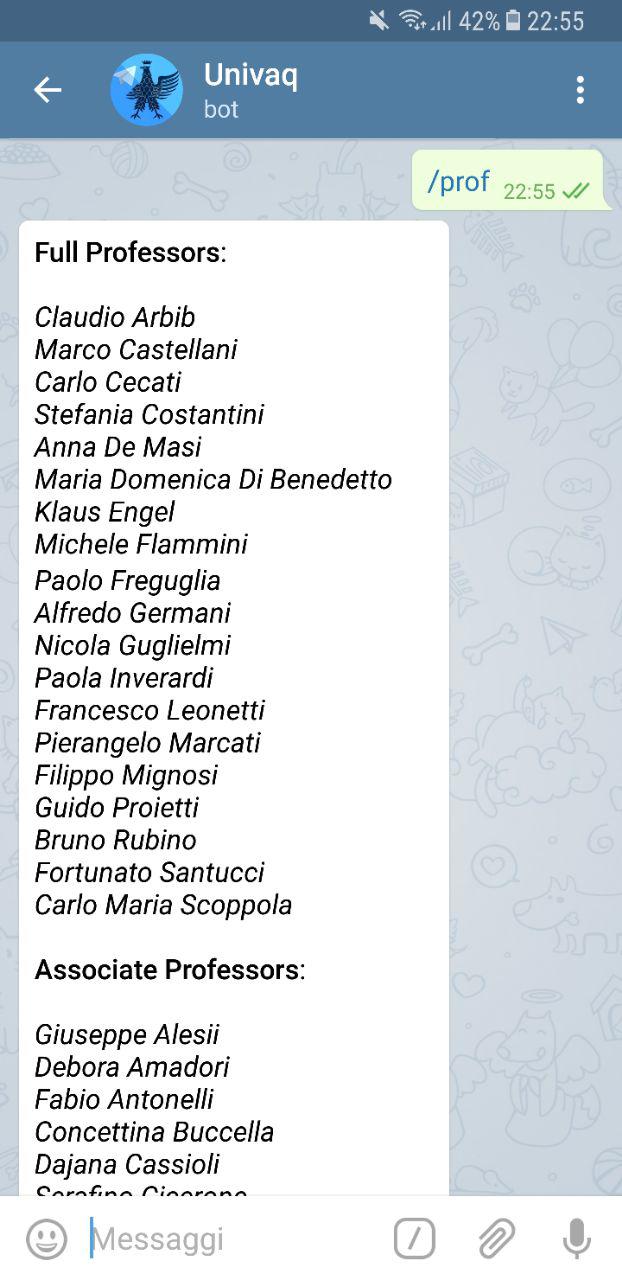 42% 22:55
Univaq
bot
/prof 22:55
Full Professors:
Claudio Arbib
Marco Castellani
Carlo Cecati
Stefania Costantini
Anna De Masi
Maria Domenica Di Benedetto
Klaus Engel
Michele Flammini
Paolo Freguglia
Alfredo Germani
Nicola Guglielmi
Paola Inverardi
Francesco Leonetti
Pierangelo Marcati
Filippo Mignosi
Guido Proietti
Bruno Rubino
Fortunato Santucci
Carlo Maria Scoppola
Associate Professors:
Giuseppe Alesii
Debora Amadori
Fabio Antonelli
Concettina Buccella
Dajana Cassioli
Serafino Cicerone
Messaggi